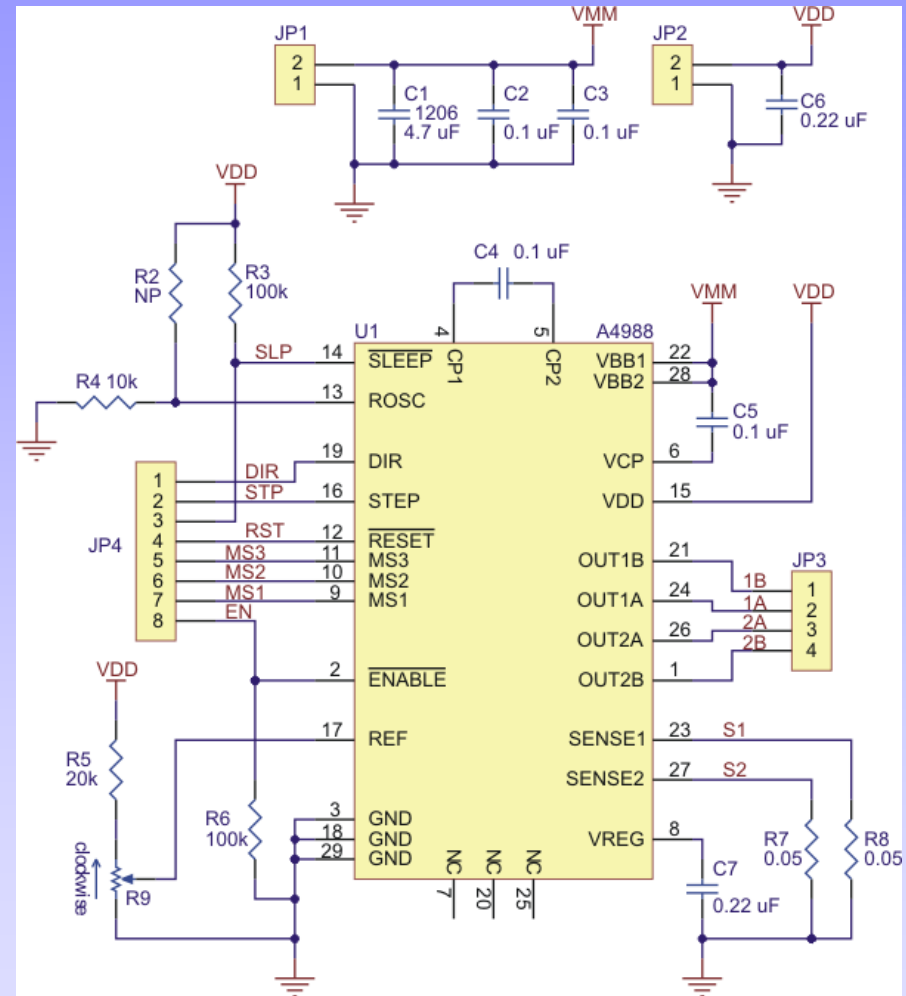 VMM
VDD
JP1
JP2
2
1
2
1
C1
1206
4.7 uF
C2
0.1 uF
C3
0.1 uF
C6
0.22 uF
VDD
R2
NP
R3
100k
C4 0.1 uF
VMM
VDD
U1
4
5
A4988
CP1
CP2
SLP
14
SLEEP
VBB1
22
VBB2
28
R4 10k
13
ROSC
C5
0.1 uF
19
DIR
VCP
6
16
STEP
VDD
15
JP4
1
2
3
4
5
6
7
8
DIR
STP
RST
MS3
MS2
MS1
EN
12
RESET
11
MS3
10
MS2
9
MS1
OUT1B
21
OUT1A
24
OUT2A
26
OUT2B
1
JP3
1B
1A
2A
2B
1
2
3
4
VDD
2
ENABLE
17
REF
SENSE1
23
S1
SENSE2
27
S2
R5
20k
R6
100k
3
GND
18
GND
29
GND
VREG
8
R7
0.05
R8
0.05
clockwise
R9
NC
7
NC
20
NC
25
C7
0.22 uF